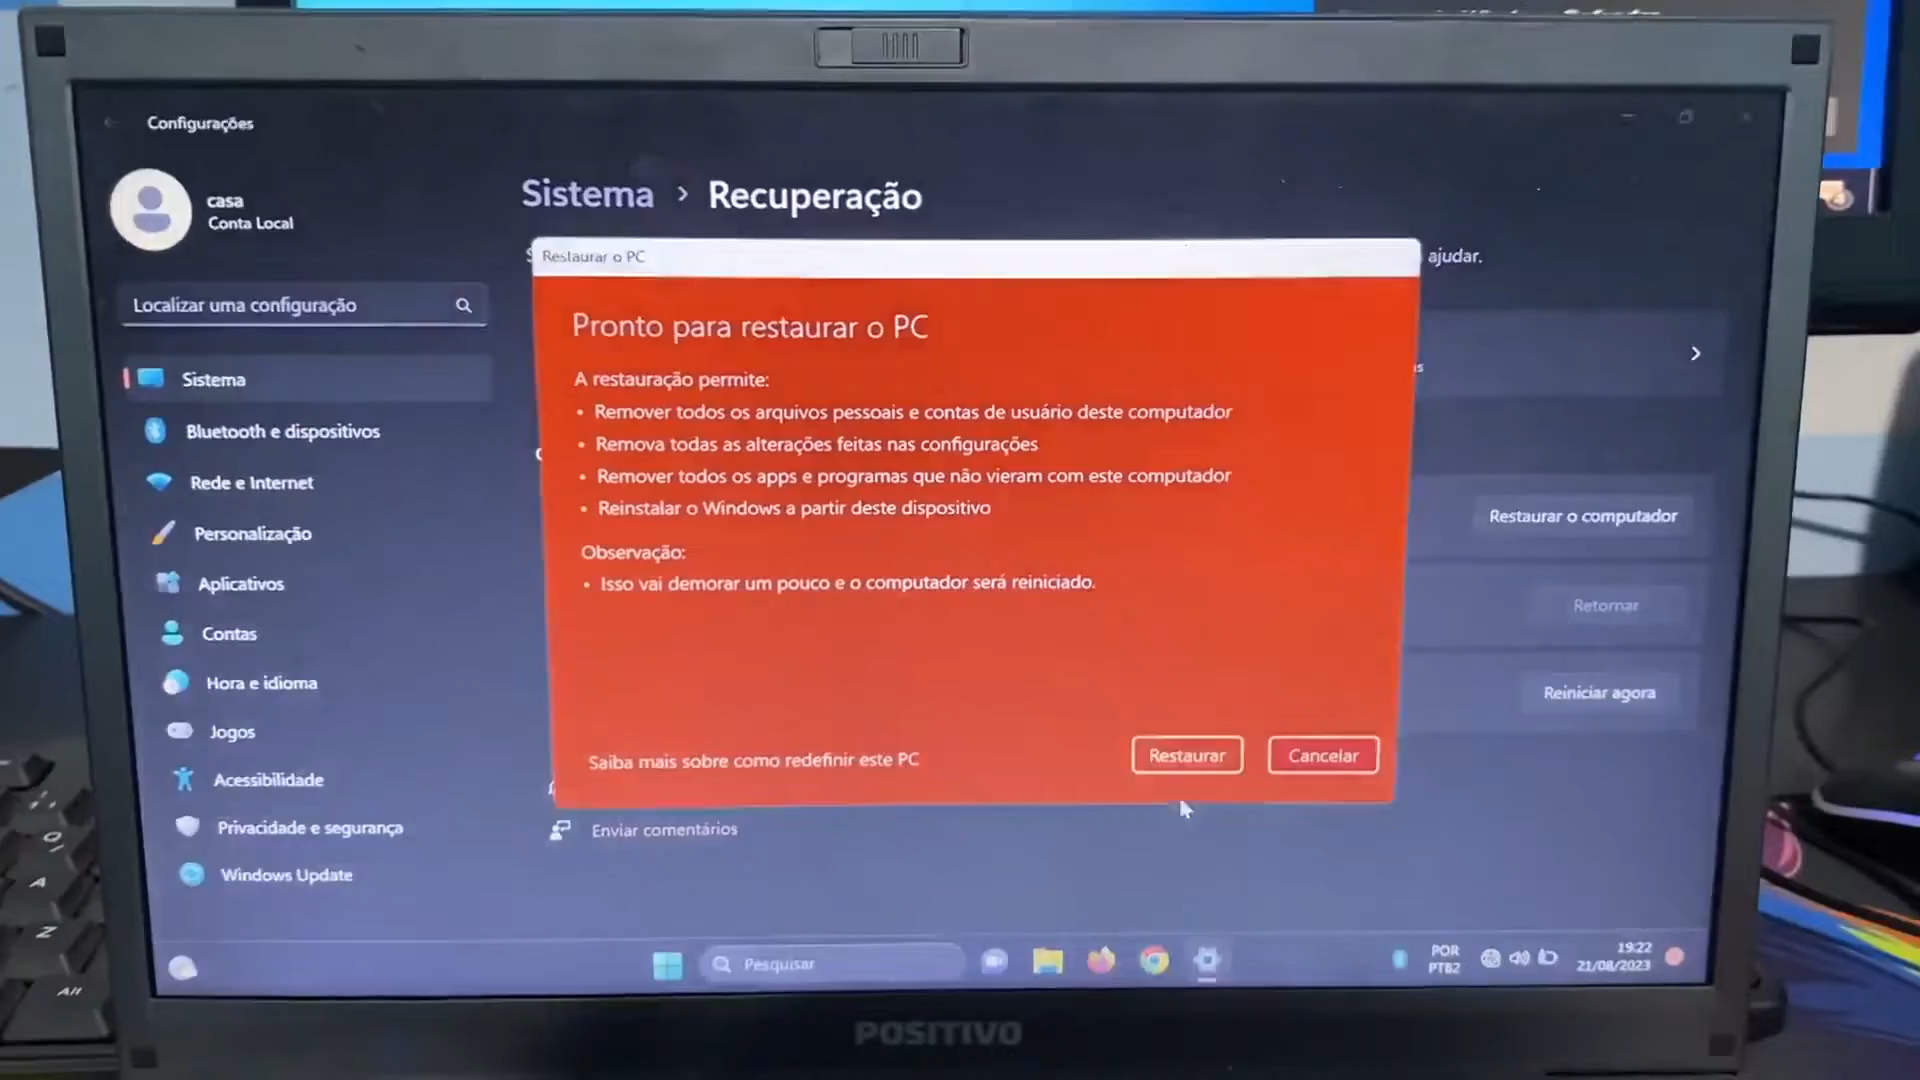 Configurações
casa
Conta Local
Localizar uma configuração
Sistema
Bluetooth e dispositivos
Rede e Internet
Personalização
Aplicativos
Contas
Hora e idioma
Jogos
Acessibilidade
Privacidade e segurança
Windows Update
Sistema > Recuperação
ajudar.
Restaurar o PC
Pronto para restaurar o PC
A restauração permite:
• Remover todos os arquivos pessoais e contas de usuário deste computador
• Remova todas as alterações feitas nas configurações
• Remover todos os apps e programas que não vieram com este computador
• Reinstalar o Windows a partir deste dispositivo
Observação:
• Isso vai demorar um pouco e o computador será reiniciado.
Saiba mais sobre como redefinir este PC
Restaurar
Cancelar
Restaurar o computador
Retornar
Reiniciar agora
Enviar comentários
Pesquisar
POR
PTB2
19:22
21/08/2023
POSITIVO
Z
Alt